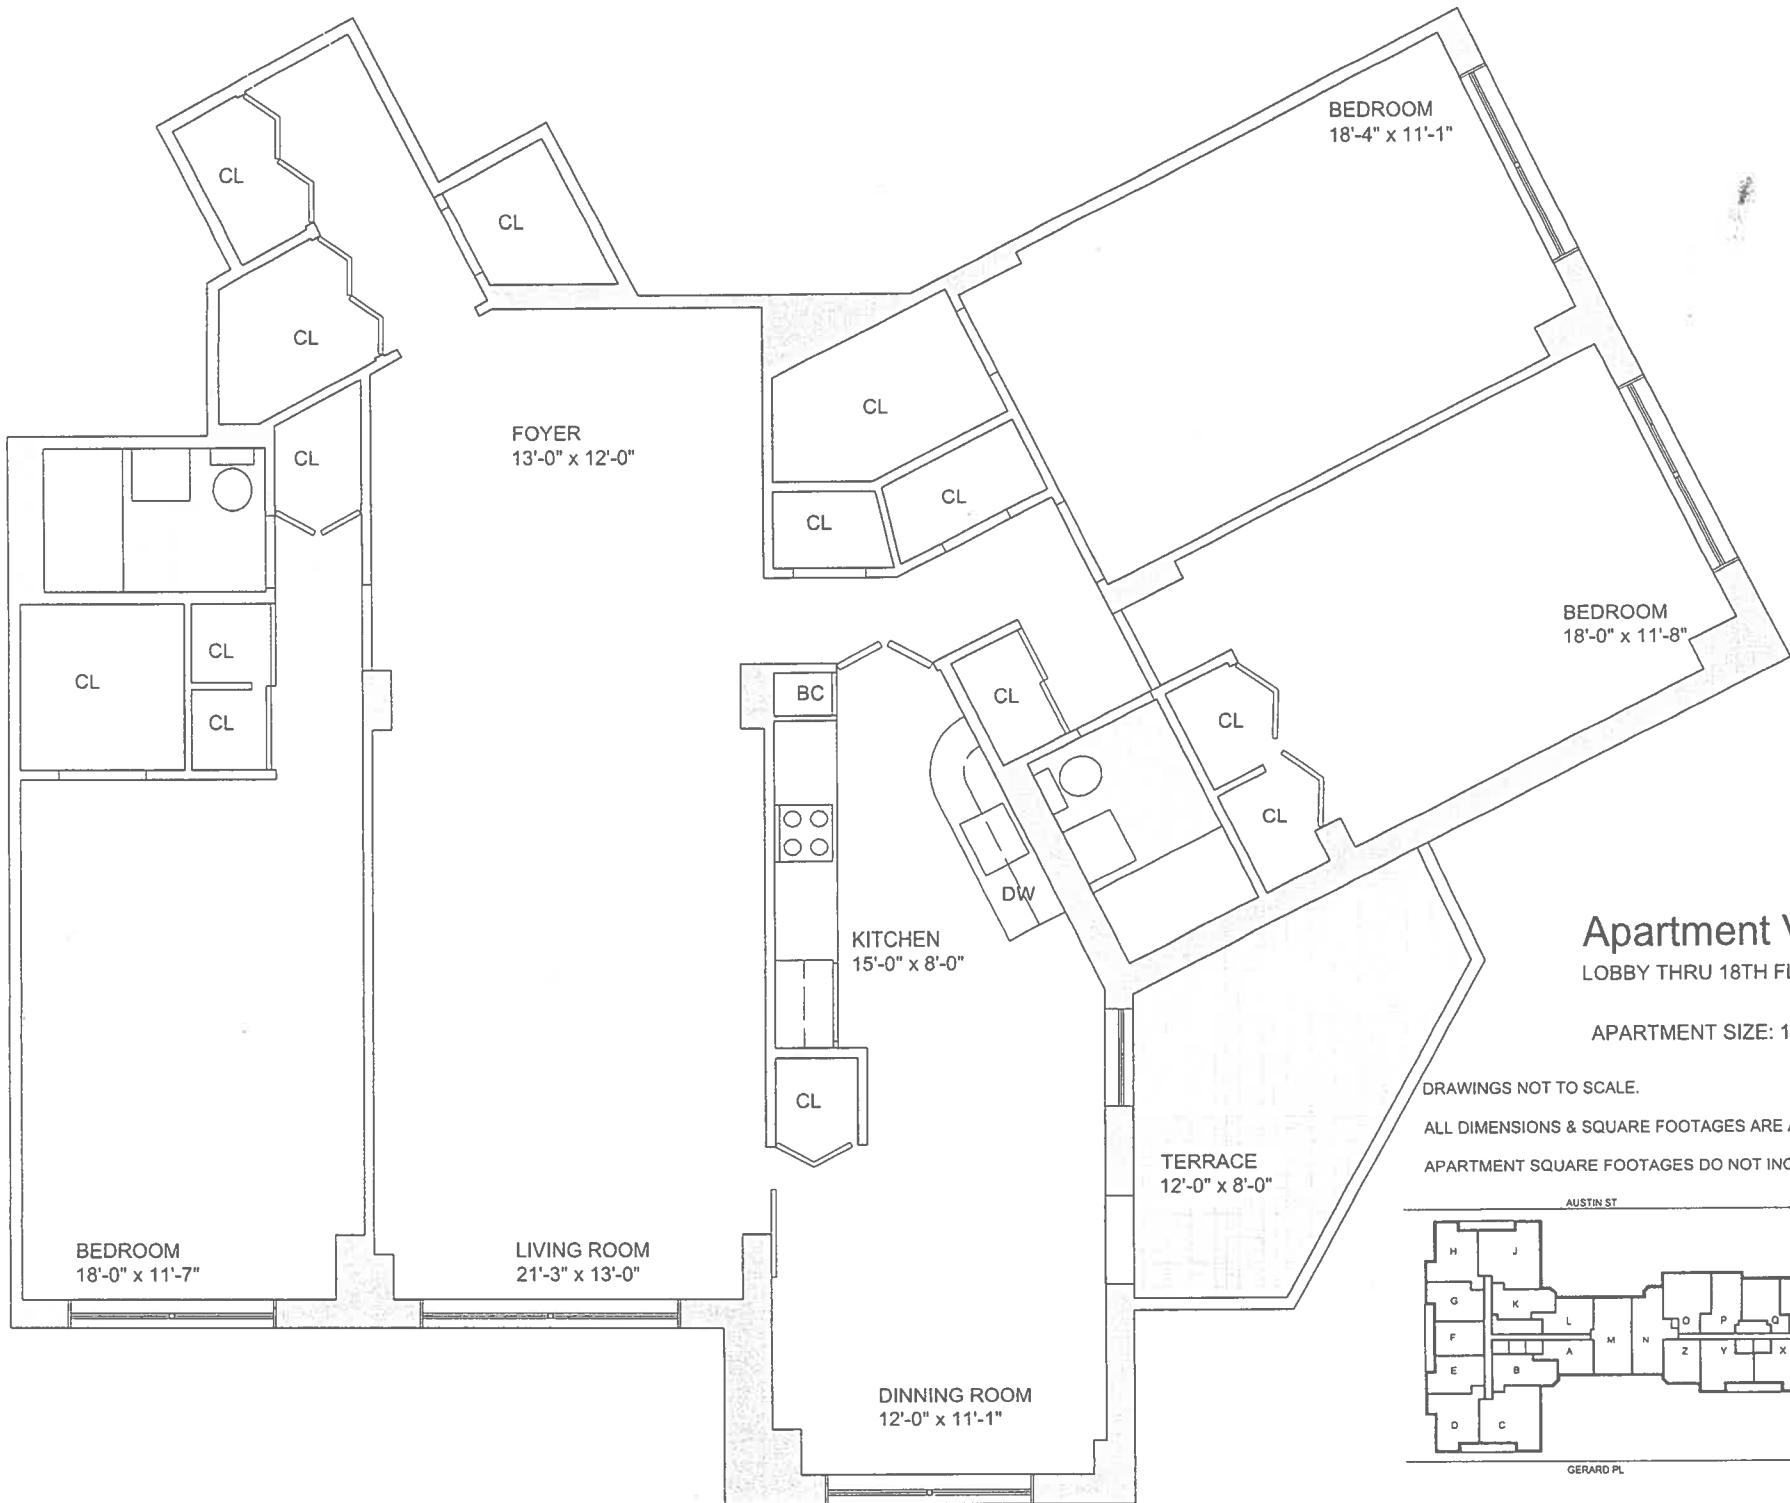 BEDROOM
18'-4" x 11'-1"
CL
CL
CL
CL
FOYER
13'-0" x 12'-0"
CL
CL
CL
BEDROOM
18'-0" x 11'-8"
CL
CL
CL
BC
CL
CL
CL
CL
DW
KITCHEN
15'-0" x 8'-0"
CL
TERRACE
12'-0" x 8'-0"
BEDROOM
18'-0" x 11'-7"
LIVING ROOM
21'-3" x 13'-0"
DINNING ROOM
12'-0" x 11'-1"
Apartment
LOBBY THRU 18TH
APARTMENT SIZE: 1
DRAWINGS NOT TO SCALE.
ALL DIMENSIONS & SQUARE FOOTAGES ARE
APARTMENT SQUARE FOOTAGES DO NOT
AUSTIN ST
H J
G K
F L M N O P Q
E B A Z Y X
D C
GERARD PL